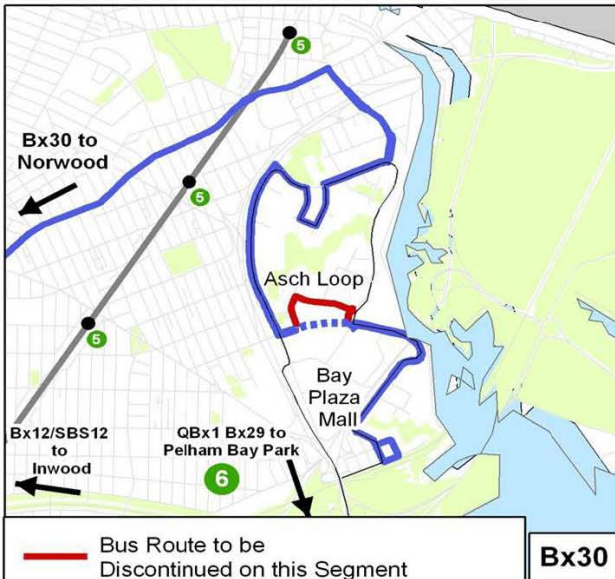 5
Bx30 to
Norwood
5
Asch Loop
5
Bay
Plaza
Mall
Bx12/SBS12
to
Inwood
QBx1 Bx29 to
Pelham Bay Park
6
Bus Route to be
Discontinued on this Segment
Bx30